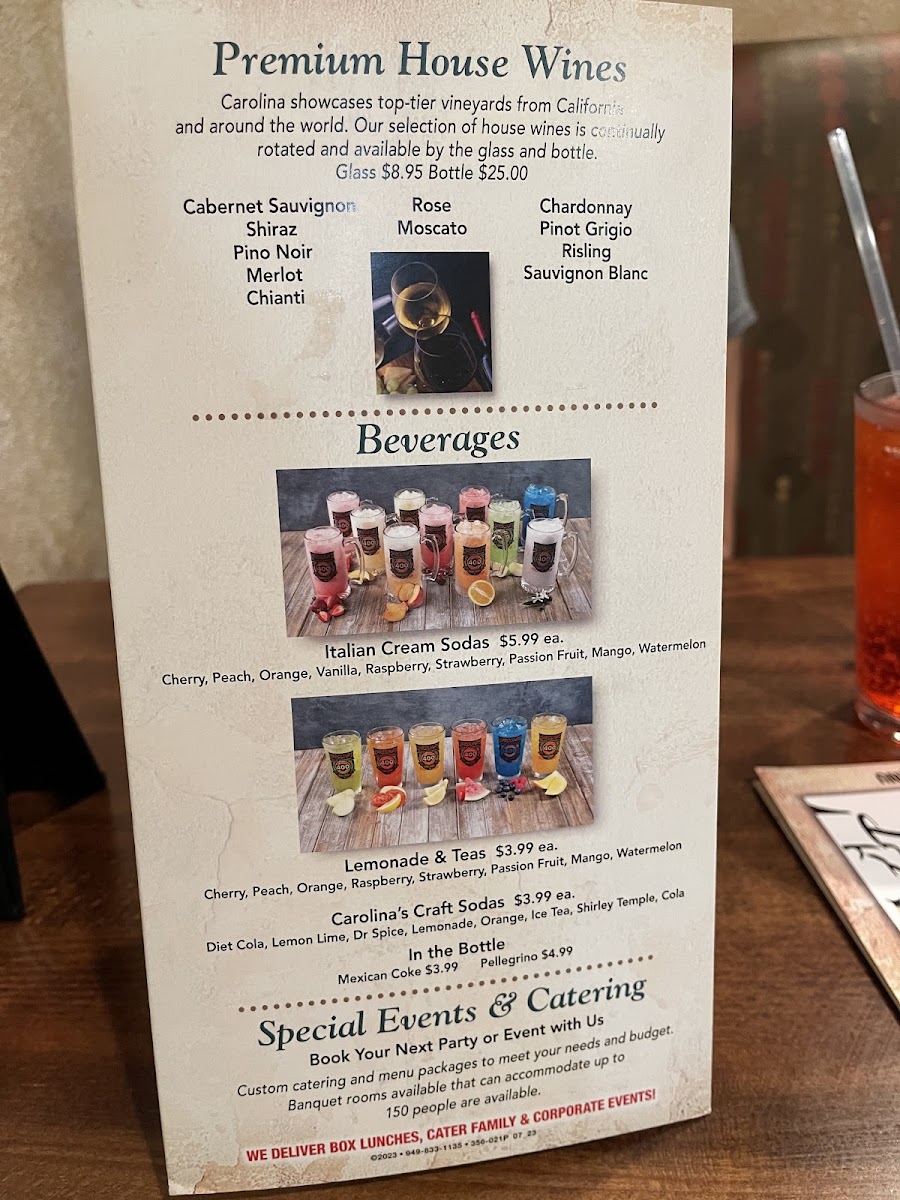 Premium House Wines
Carolina showcases top-tier vineyards from California
and around the world. Our selection of house wines is continually
rotated and available by the glass and bottle.
Glass $8.95 Bottle $25.00
Cabernet Sauvignon
Shiraz
Pino Noir
Merlot
Chianti
Rose
Moscato
Chardonnay
Pinot Grigio
Risling
Sauvignon Blanc
Beverages
Italian Cream Sodas $5.99 ea.
Cherry, Peach, Orange, Vanilla, Raspberry, Strawberry, Passion Fruit, Mango, Watermelon
Lemonade & Teas $3.99 ea.
Cherry, Peach, Orange, Raspberry, Strawberry, Passion Fruit, Mango, Watermelon
Carolina's Craft Sodas $3.99 ea.
Diet Cola, Lemon Lime, Dr Spice, Lemonade, Orange, Ice Tea, Shirley Temple, Cola
In the Bottle
Mexican Coke $3.99 Pellegrino $4.99
Special Events & Catering
Book Your Next Party or Event with Us
Custom catering and menu packages to meet your needs and budget.
Banquet rooms available that can accommodate up to
150 people are available.
WE DELIVER BOX LUNCHES, CATER FAMILY & CORPORATE EVENTS!
©2023 • 949-833-1135 • 356-021P 07_23